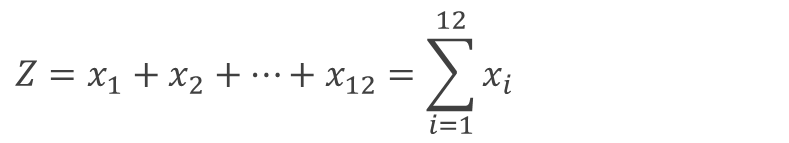 Z = x₁ + x₂ + ⋯ + x₁₂ = ∑_{i=1}^{12} xᵢ